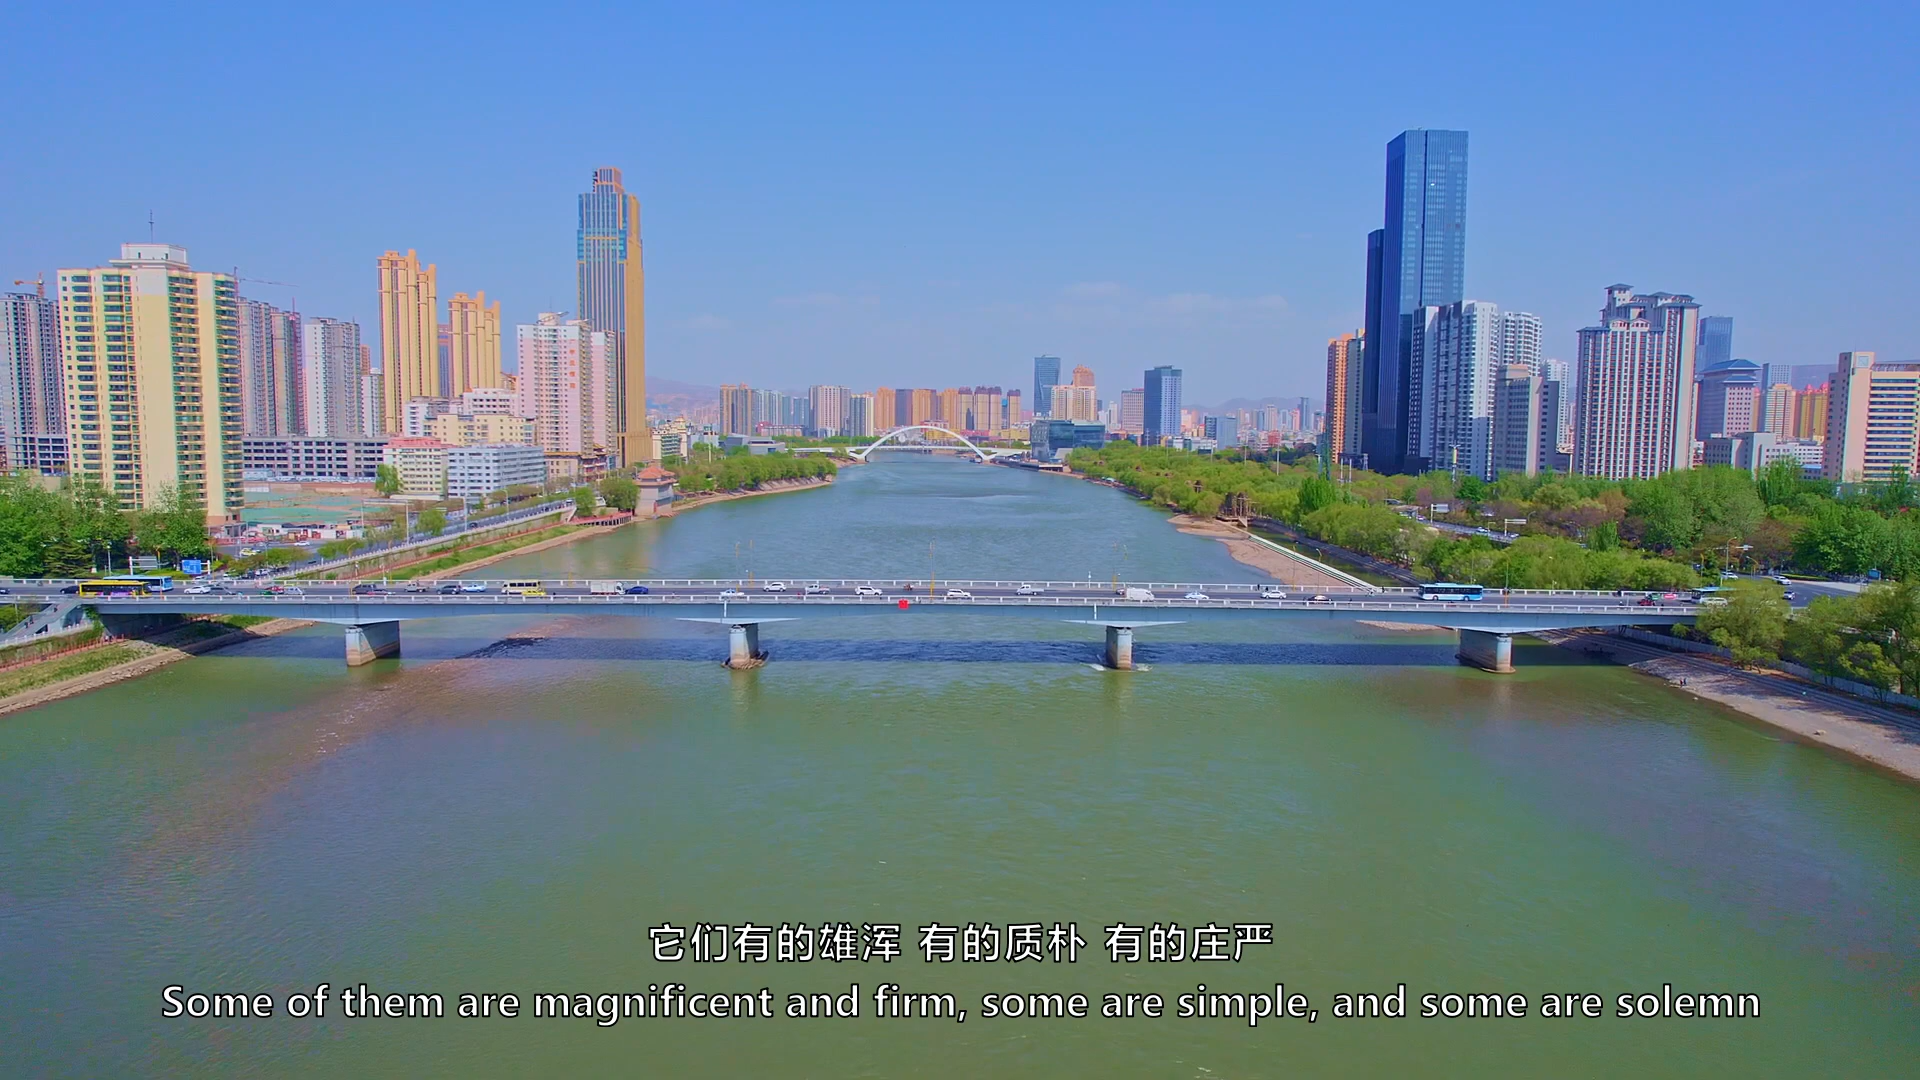 它们有的雄浑 有的质朴 有的庄严
Some of them are magnificent and firm, some are simple, and some are solemn